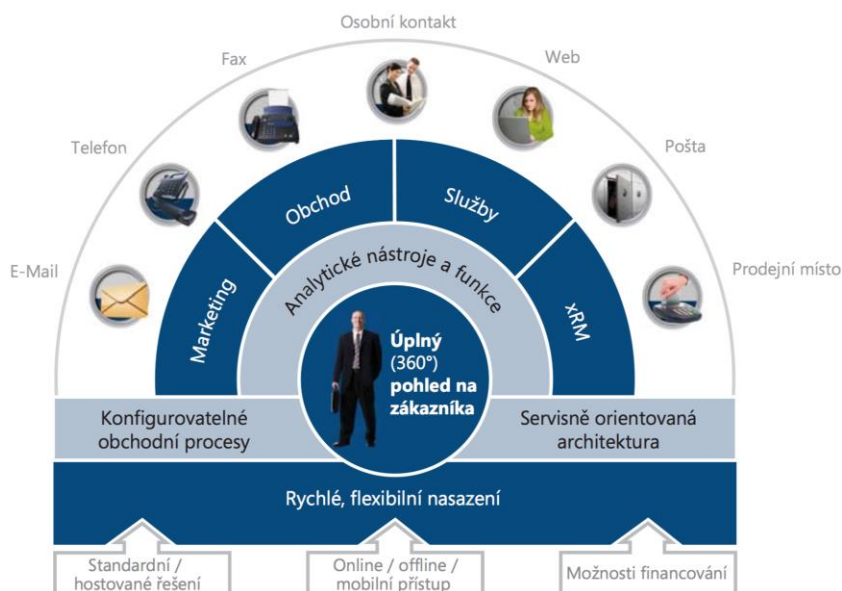 Osobní kontakt
Fax
Web
Telefon
Pošta
E-Mail
Prodejní místo
Obchod
Služby
Marketing
xRM
Analytické nástroje a funkce
Úplný
(360°)
pohled na
zákazníka
Konfigurovatelné
obchodní procesy
Servisně orientovaná
architektura
Rychlé, flexibilní nasazení
Standardní /
hostované řešení
Online / offline /
mobilní přístup
Možnosti financování